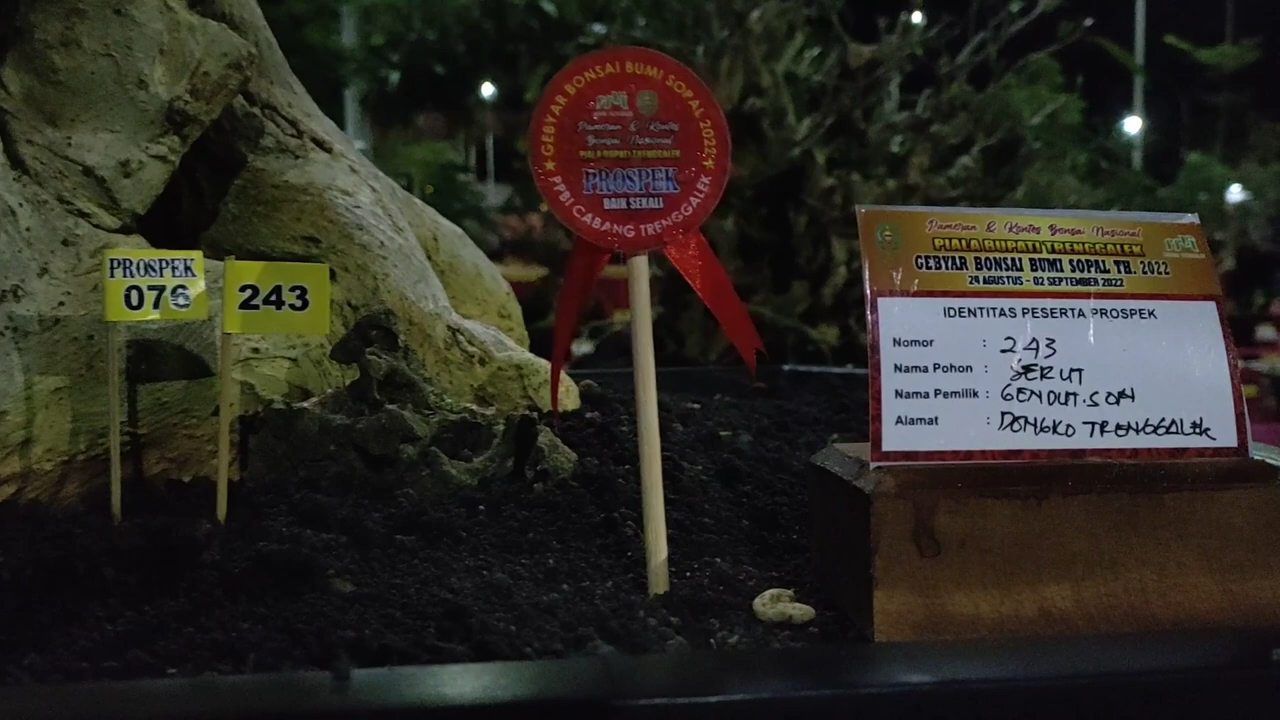 PROSPEK
076
243
GEBYAR BONSAI BUMI SOPAL 2022
Pameran & Kontes
Bonsai Nasional
PIALA BUPATI TRENGGALEK
PROSPEK
BAIK SEKALI
PPBI CABANG TRENGGALEK
Pameran & Kontes Bonsai Nasional
PIALA BUPATI TRENGGALEK
GEBYAR BONSAI BUMI SOPAL TH. 2022
24 AGUSTUS - 02 SEPTEMBER 2022
IDENTITAS PESERTA PROSPEK
Nomor : 243
Nama Pohon : SERUT
Nama Pemilik : GENDUT.
Alamat : DONGKO TRENGGALEK